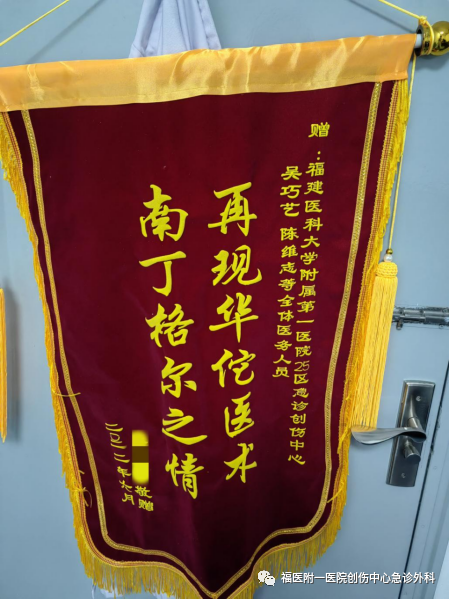 赠:福建医科大学附属第一医院25区急诊创伤中心
吴巧艺 陈维志等全体医务人员
再现华佗医术
南丁格尔之情
敬赠
二〇二二年六月
福医附一医院创伤中心急诊外科